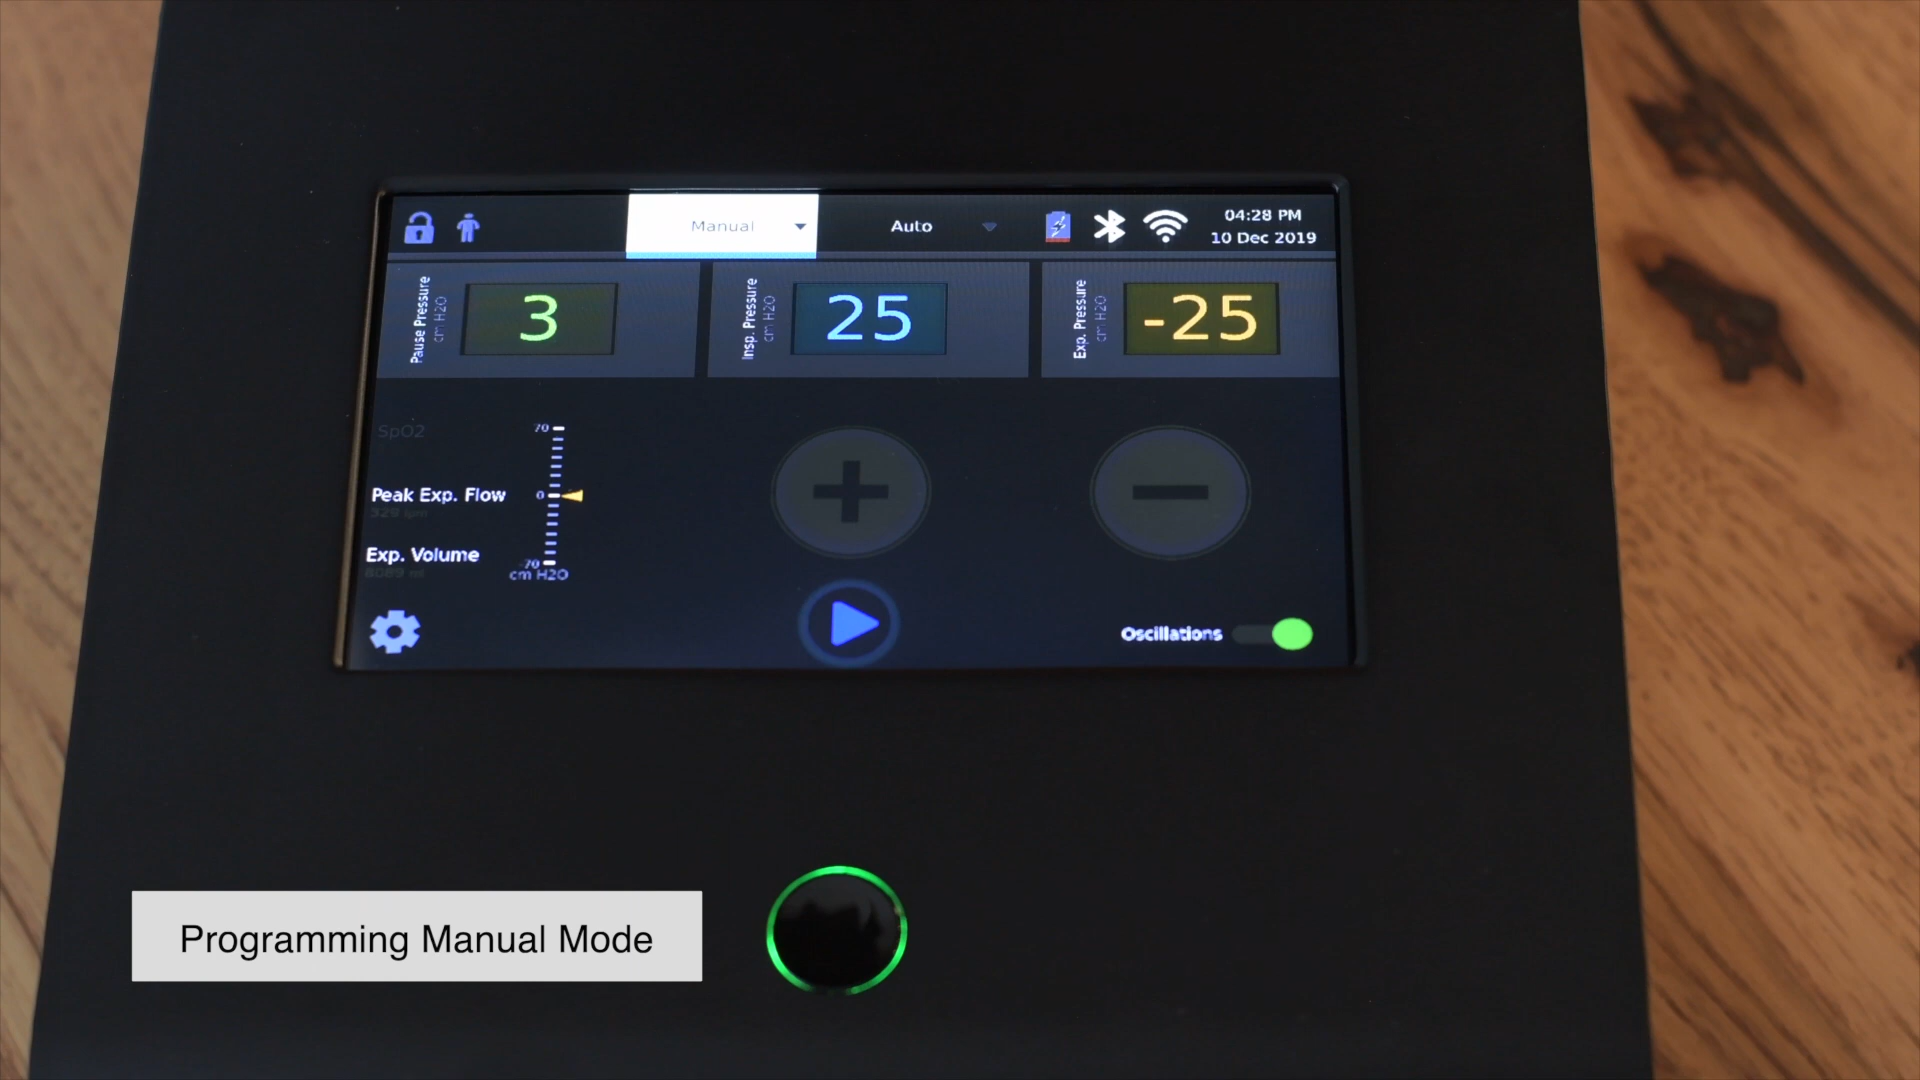 Manual
Auto
04:28 PM
10 Dec 2019
Pause Pressure
cm H2O
3
Insp. Pressure
cm H2O
25
Exp. Pressure
cm H2O
-25
SpO2
70
Peak Exp. Flow
0
329 lpm
Exp. Volume
-70
cm H2O
Oscillations
Programming Manual Mode